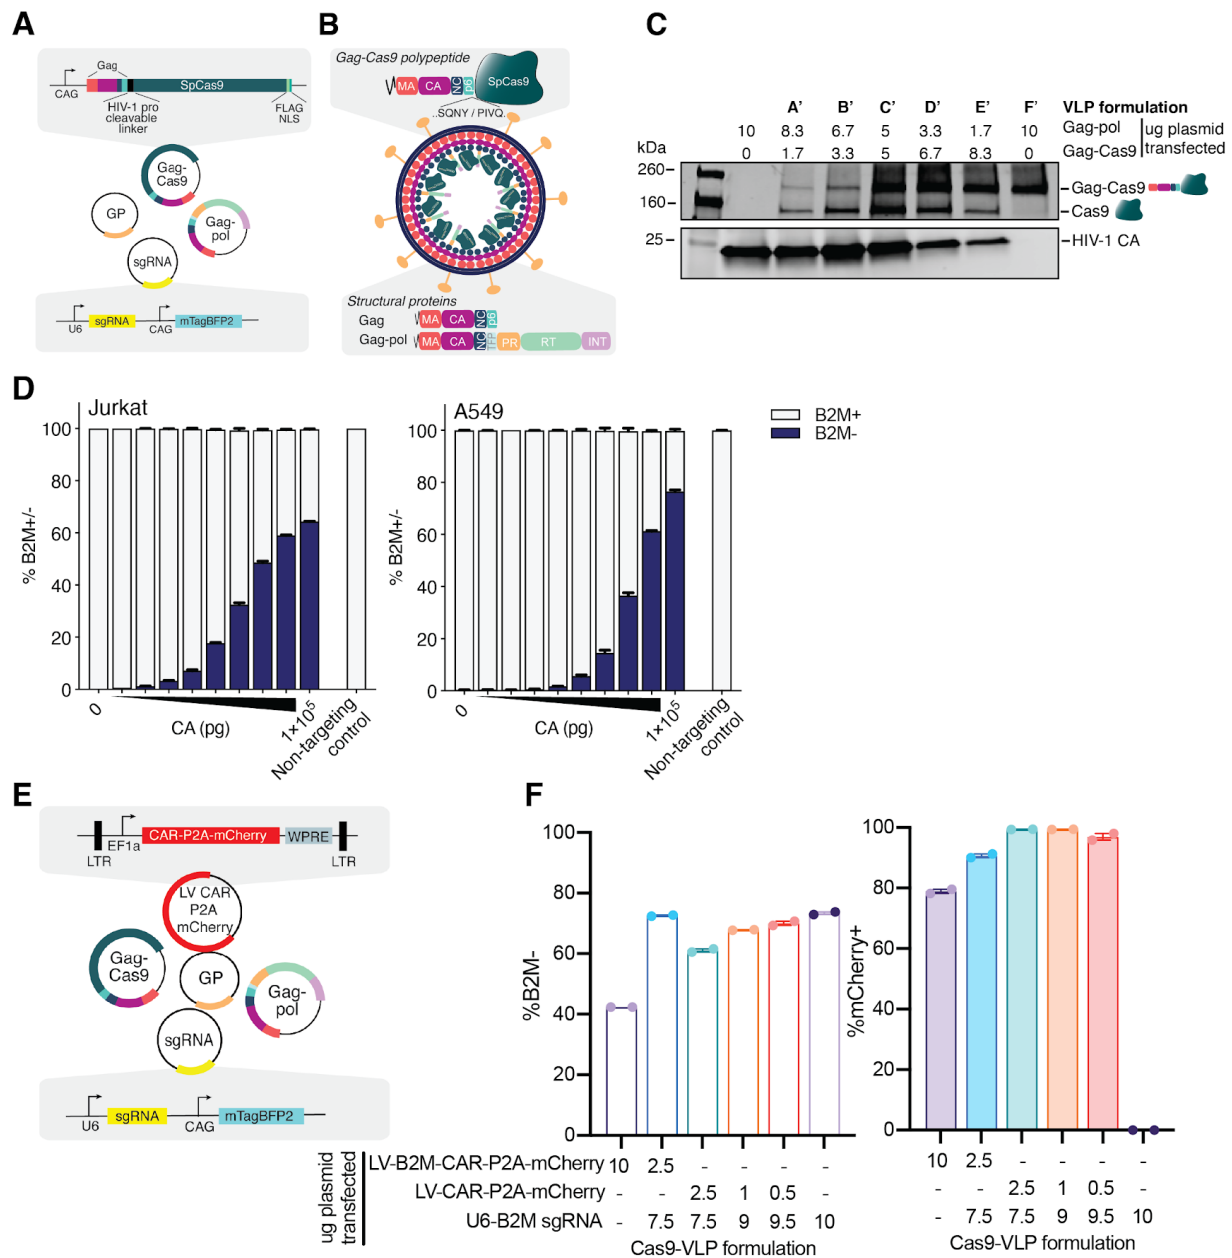 A
Gag
CAG
SpCas9
HIV-1 pro
cleavable
linker
FLAG
NLS
Gag-
Cas9
GP
Gag-
pol
sgRNA
U6
sgRNA
CAG
mTagBFP2
B
Gag-Cas9 polypeptide
MA
CA
NC
p6
SpCas9
..SQNY / PIVQ..
Structural proteins
Gag
MA
CA
NC
p6
Gag-pol
MA
CA
NC
TFP
PR
RT
INT
C
A' B' C' D' E' F' VLP formulation
10 8.3 6.7 5 3.3 1.7 10 Gag-pol
0 1.7 3.3 5 6.7 8.3 0 Gag-Cas9
ug plasmid
transfected
kDa
260
160
25
Gag-Cas9
Cas9
HIV-1 CA
D
Jurkat
% B2M+/-
100
80
60
40
20
0
0
CA (pg)
1×10⁵
Non-targeting
control
A549
% B2M+/-
100
80
60
40
20
0
0
CA (pg)
1×10⁵
Non-targeting
control
B2M+
B2M-
E
LTR
EF1a
CAR-P2A-mCherry
WPRE
LTR
LV CAR
P2A
mCherry
Gag-
Cas9
GP
Gag-
pol
sgRNA
U6
sgRNA
CAG
mTagBFP2
F
%B2M-
100
80
60
40
20
0
%mCherry+
100
80
60
40
20
0
ug plasmid
transfected
LV-B2M-CAR-P2A-mCherry 10 2.5 - - - -
LV-CAR-P2A-mCherry - - 2.5 1 0.5 -
U6-B2M sgRNA - 7.5 7.5 9 9.5 10
Cas9-VLP formulation
10 2.5 - - - -
- - 2.5 1 0.5 -
- 7.5 7.5 9 9.5 10
Cas9-VLP formulation